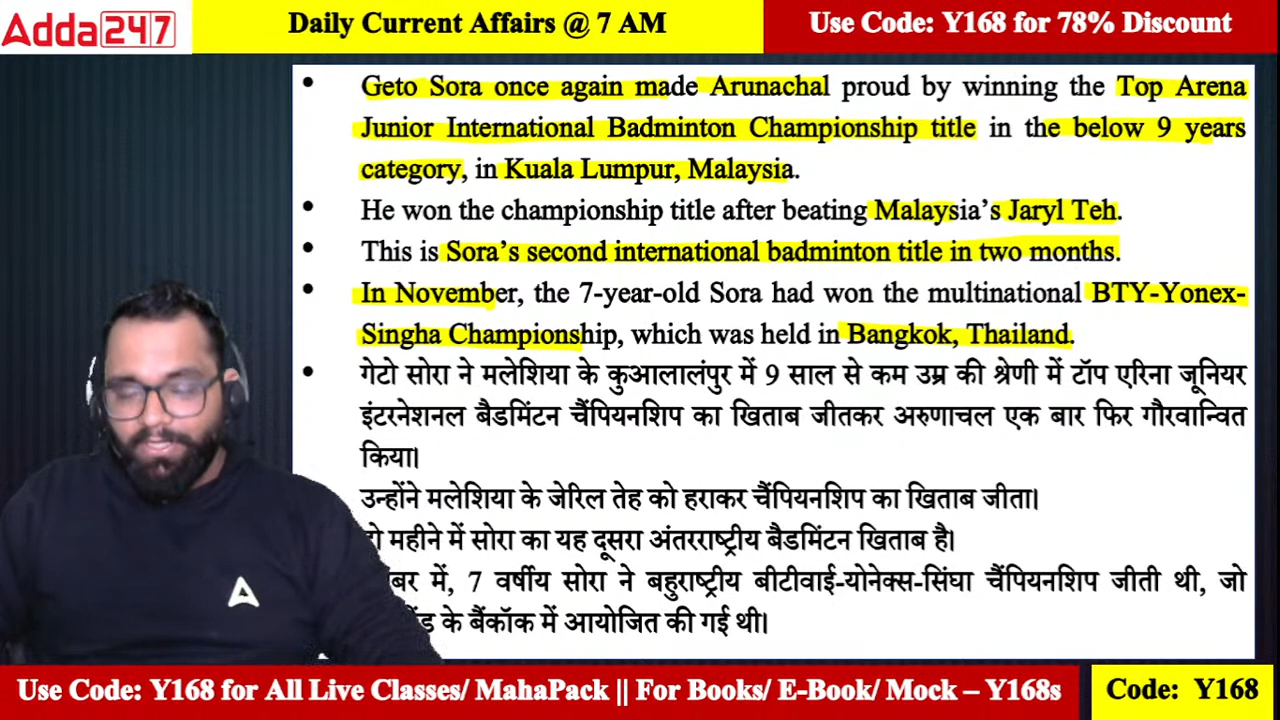 Adda247
Daily Current Affairs @ 7 AM
Use Code: Y168 for 78% Discount
• Geto Sora once again made Arunachal proud by winning the Top Arena
Junior International Badminton Championship title in the below 9 years
category, in Kuala Lumpur, Malaysia.
• He won the championship title after beating Malaysia’s Jaryl Teh.
• This is Sora’s second international badminton title in two months.
• In November, the 7-year-old Sora had won the multinational BTY-Yonex-
Singha Championship, which was held in Bangkok, Thailand.
• गेटो सोरा ने मलेशिया के कुआलालंपुर में 9 साल से कम उम्र की श्रेणी में टॉप एरिना जूनियर
इंटरनेशनल बैडमिंटन चैंपियनशिप का खिताब जीतकर अरुणाचल एक बार फिर गौरवान्वित
किया।
उन्होंने मलेशिया के जेरिल तेह को हराकर चैंपियनशिप का खिताब जीता।
महीने में सोरा का यह दूसरा अंतरराष्ट्रीय बैडमिंटन खिताब है।
में, 7 वर्षीय सोरा ने बहुराष्ट्रीय बीटीवाई-योनेक्स-सिंघा चैंपियनशिप जीती थी, जो
के बैंकॉक में आयोजित की गई थी।
Use Code: Y168 for All Live Classes/ MahaPack || For Books/ E-Book/ Mock – Y168s
Code: Y168